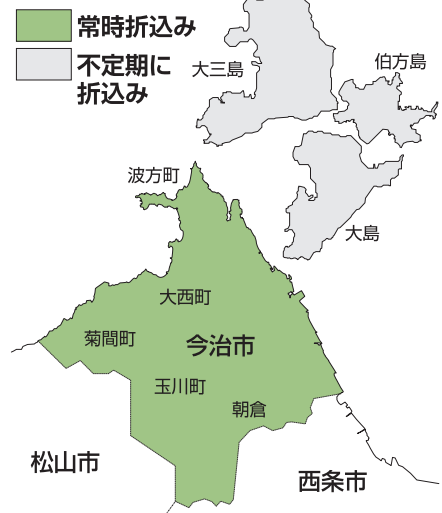 常時折込み
不定期に
折込み
大三島
伯方島
波方町
大島
大西町
菊間町
今治市
玉川町
朝倉
松山市
西条市